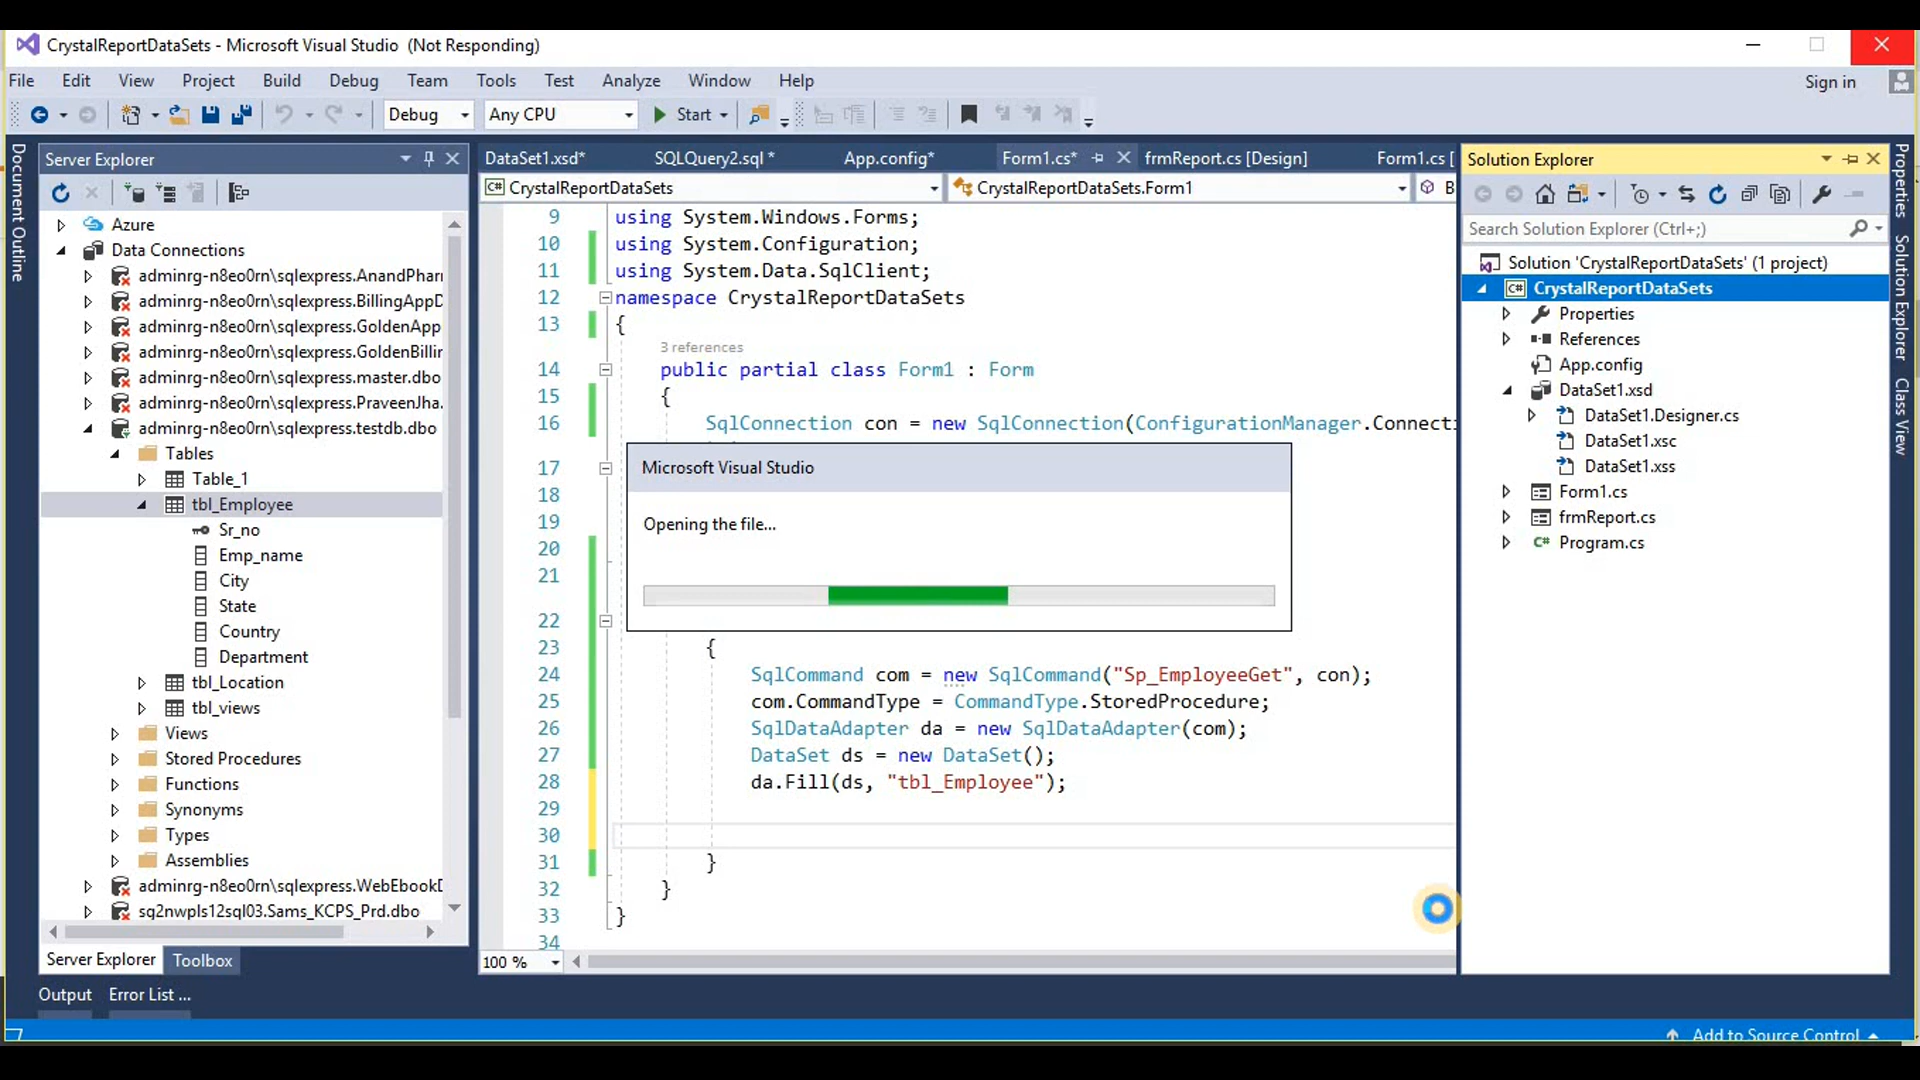 CrystalReportDataSets - Microsoft Visual Studio (Not Responding)
File Edit View Project Build Debug Team Tools Test Analyze Window Help
Sign in
Debug Any CPU Start
Document Outline
Server Explorer
Azure
Data Connections
adminrg-n8eo0rn\sqlexpress.AnandPharr
adminrg-n8eo0rn\sqlexpress.BillingAppD
adminrg-n8eo0rn\sqlexpress.GoldenApp
adminrg-n8eo0rn\sqlexpress.GoldenBillir
adminrg-n8eo0rn\sqlexpress.master.dbo
adminrg-n8eo0rn\sqlexpress.PraveenJha.
adminrg-n8eo0rn\sqlexpress.testdb.dbo
Tables
Table_1
tbl_Employee
Sr_no
Emp_name
City
State
Country
Department
tbl_Location
tbl_views
Views
Stored Procedures
Functions
Synonyms
Types
Assemblies
adminrg-n8eo0rn\sqlexpress.WebEbookD
sq2nwpls12sql03.Sams_KCPS_Prd.dbo
Server Explorer Toolbox
Output Error List ...
DataSet1.xsd* SQLQuery2.sql * App.config* Form1.cs* frmReport.cs [Design] Form1.cs [
CrystalReportDataSets CrystalReportDataSets.Form1 B
9 using System.Windows.Forms;
10 using System.Configuration;
11 using System.Data.SqlClient;
12 namespace CrystalReportDataSets
13 {
3 references
14 public partial class Form1 : Form
15 {
16 SqlConnection con = new SqlConnection(ConfigurationManager.Connecti
17
18
19
20
21
22
Microsoft Visual Studio
Opening the file...
23 {
24 SqlCommand com = new SqlCommand("Sp_EmployeeGet", con);
25 com.CommandType = CommandType.StoredProcedure;
26 SqlDataAdapter da = new SqlDataAdapter(com);
27 DataSet ds = new DataSet();
28 da.Fill(ds, "tbl_Employee");
29
30
31 }
32 }
33 }
34
100 %
Solution Explorer
Search Solution Explorer (Ctrl+;)
Solution 'CrystalReportDataSets' (1 project)
CrystalReportDataSets
Properties
References
App.config
DataSet1.xsd
DataSet1.Designer.cs
DataSet1.xsc
DataSet1.xss
Form1.cs
frmReport.cs
Program.cs
Properties
Solution Explorer
Class View
Add to Source Control